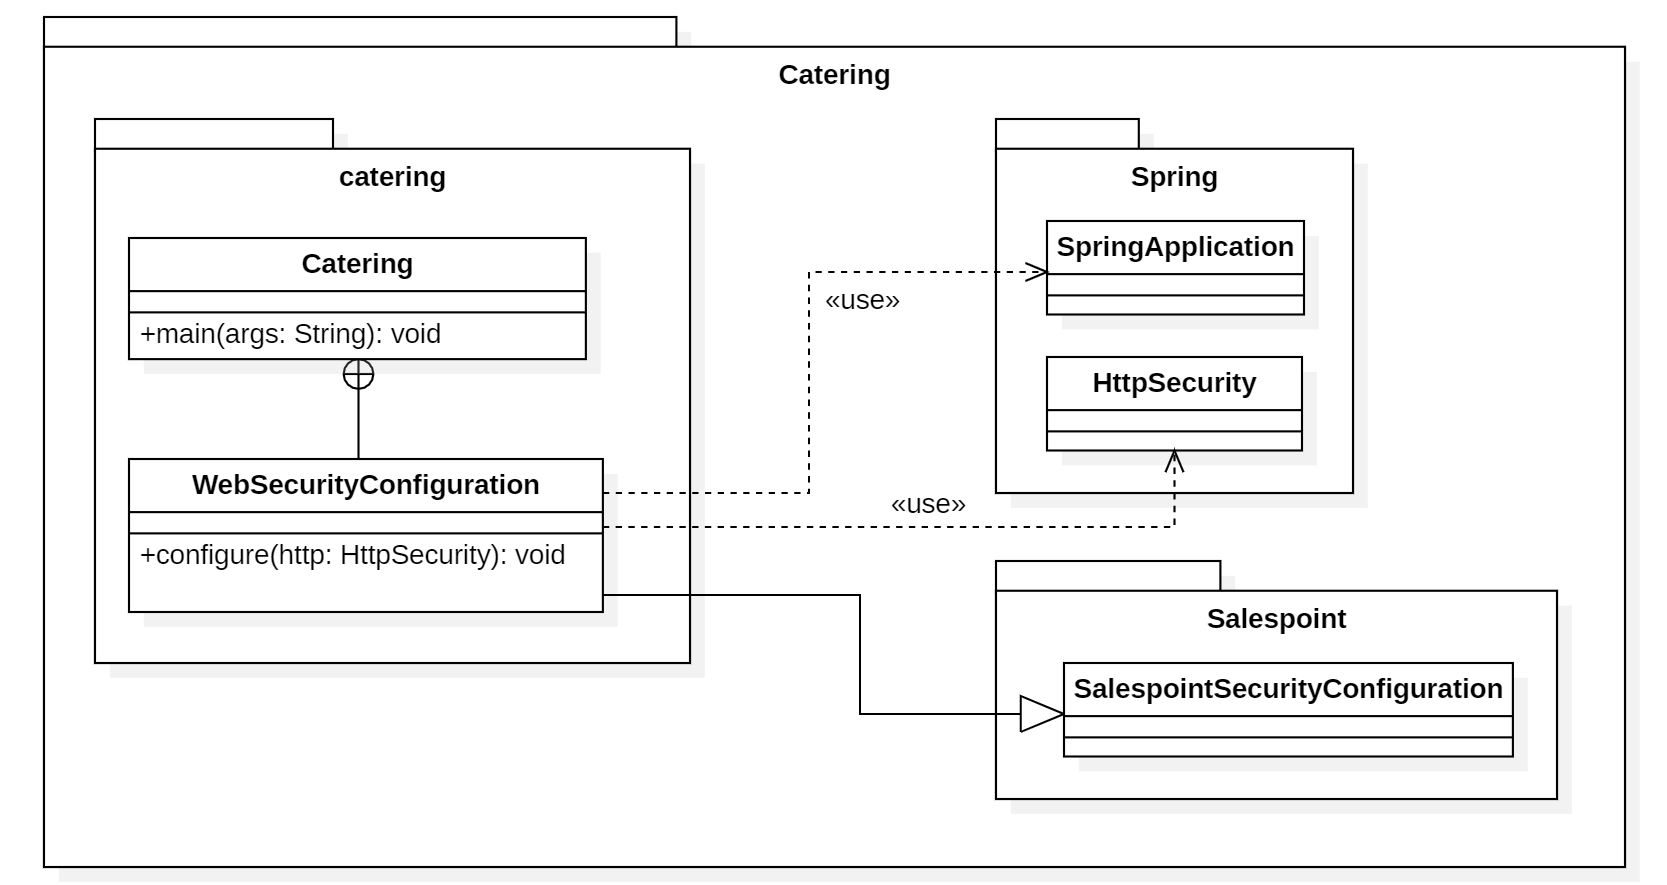 Catering
catering
Catering
+main(args: String): void
WebSecurityConfiguration
+configure(http: HttpSecurity): void
«use»
«use»
Spring
SpringApplication
HttpSecurity
Salespoint
SalespointSecurityConfiguration